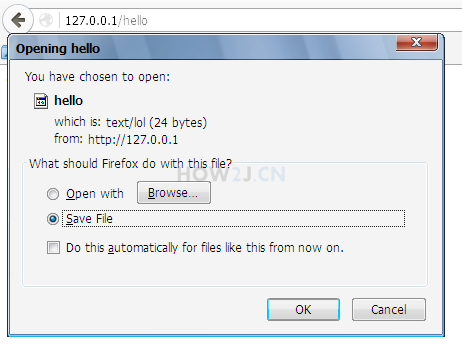 127.0.0.1/hello
Opening hello
You have chosen to open:
hello
which is: text/lol (24 bytes)
from: http://127.0.0.1
What should Firefox do with this file?
HOW2J.CN
Open with Browse...
Save File
Do this automatically for files like this from now on.
OK Cancel